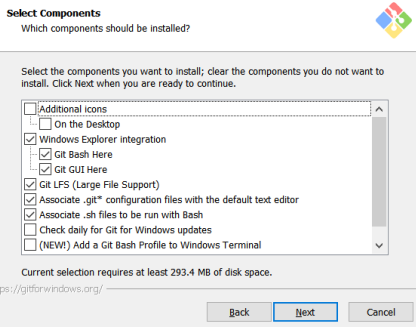 Select Components
Which components should be installed?
Select the components you want to install; clear the components you do not want to
install. Click Next when you are ready to continue.
Additional icons
On the Desktop
Windows Explorer integration
Git Bash Here
Git GUI Here
Git LFS (Large File Support)
Associate .git* configuration files with the default text editor
Associate .sh files to be run with Bash
Check daily for Git for Windows updates
(NEW!) Add a Git Bash Profile to Windows Terminal
Current selection requires at least 293.4 MB of disk space.
ps://gitforwindows.org/
Back Next Cancel